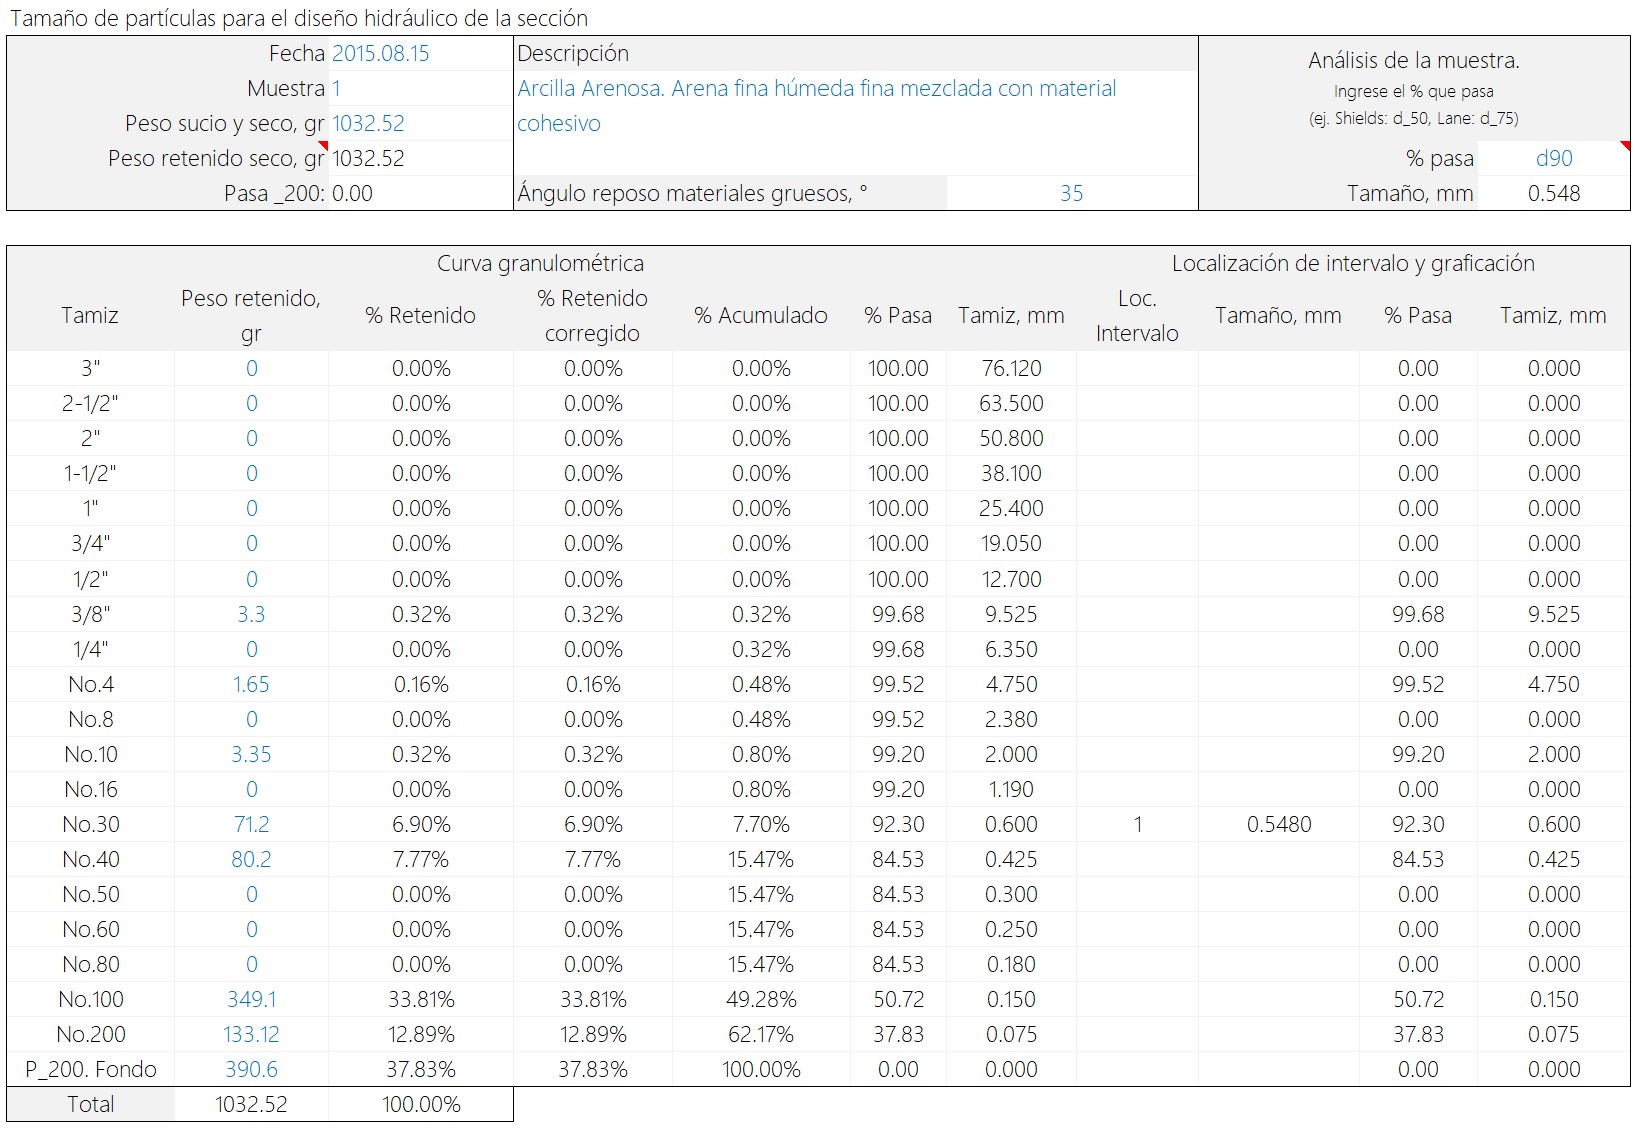 Tamaño de partículas para el diseño hidráulico de la sección
Fecha 2015.08.15 Descripción Análisis de la muestra.
Muestra 1 Arcilla Arenosa. Arena fina húmeda fina mezclada con material Ingrese el % que pasa
Peso sucio y seco, gr 1032.52 cohesivo (ej. Shields: d_50, Lane: d_75)
Peso retenido seco, gr 1032.52 % pasa d90
Pasa _200: 0.00 Ángulo reposo materiales gruesos, ° 35 Tamaño, mm 0.548
Curva granulométrica Localización de intervalo y graficación
Tamiz Peso retenido, gr % Retenido % Retenido corregido % Acumulado % Pasa Tamiz, mm Loc. Intervalo Tamaño, mm % Pasa Tamiz, mm
3" 0 0.00% 0.00% 0.00% 100.00 76.120 0.00 0.000
2-1/2" 0 0.00% 0.00% 0.00% 100.00 63.500 0.00 0.000
2" 0 0.00% 0.00% 0.00% 100.00 50.800 0.00 0.000
1-1/2" 0 0.00% 0.00% 0.00% 100.00 38.100 0.00 0.000
1" 0 0.00% 0.00% 0.00% 100.00 25.400 0.00 0.000
3/4" 0 0.00% 0.00% 0.00% 100.00 19.050 0.00 0.000
1/2" 0 0.00% 0.00% 0.00% 100.00 12.700 0.00 0.000
3/8" 3.3 0.32% 0.32% 0.32% 99.68 9.525 99.68 9.525
1/4" 0 0.00% 0.00% 0.32% 99.68 6.350 0.00 0.000
No.4 1.65 0.16% 0.16% 0.48% 99.52 4.750 99.52 4.750
No.8 0 0.00% 0.00% 0.48% 99.52 2.380 0.00 0.000
No.10 3.35 0.32% 0.32% 0.80% 99.20 2.000 99.20 2.000
No.16 0 0.00% 0.00% 0.80% 99.20 1.190 0.00 0.000
No.30 71.2 6.90% 6.90% 7.70% 92.30 0.600 1 0.5480 92.30 0.600
No.40 80.2 7.77% 7.77% 15.47% 84.53 0.425 84.53 0.425
No.50 0 0.00% 0.00% 15.47% 84.53 0.300 0.00 0.000
No.60 0 0.00% 0.00% 15.47% 84.53 0.250 0.00 0.000
No.80 0 0.00% 0.00% 15.47% 84.53 0.180 0.00 0.000
No.100 349.1 33.81% 33.81% 49.28% 50.72 0.150 50.72 0.150
No.200 133.12 12.89% 12.89% 62.17% 37.83 0.075 37.83 0.075
P_200. Fondo 390.6 37.83% 37.83% 100.00% 0.00 0.000 0.00 0.000
Total 1032.52 100.00%